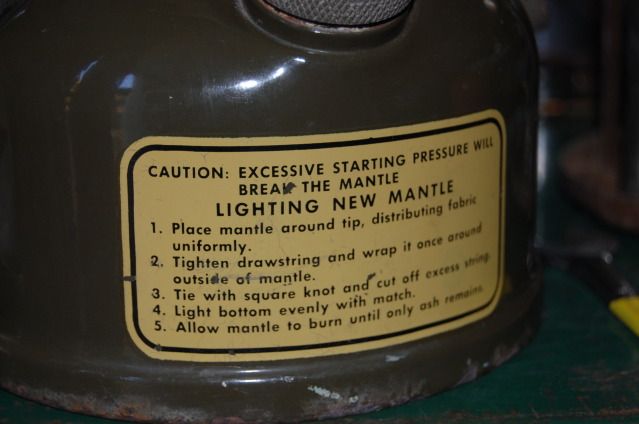 CAUTION: EXCESSIVE STARTING PRESSURE WILL
BREAK THE MANTLE
LIGHTING NEW MANTLE
1. Place mantle around tip, distributing fabric
uniformly.
2. Tighten drawstring and wrap it once around
outside of mantle.
3. Tie with square knot and cut off excess string.
4. Light bottom evenly with match.
5. Allow mantle to burn until only ash remains.